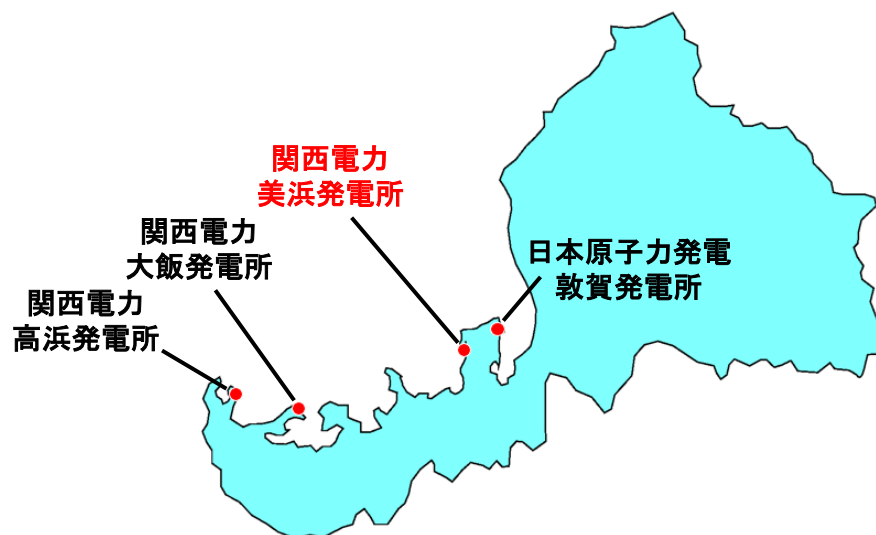 関西電力
美浜発電所
関西電力
大飯発電所
日本原子力発電
敦賀発電所
関西電力
高浜発電所